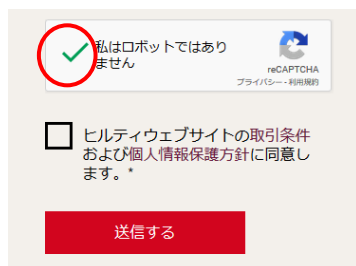 私はロボットではあり
ません
reCAPTCHA
プライバシー - 利用規約
ヒルティウェブサイトの取引条件
および個人情報保護方針に同意し
ます。*
送信する